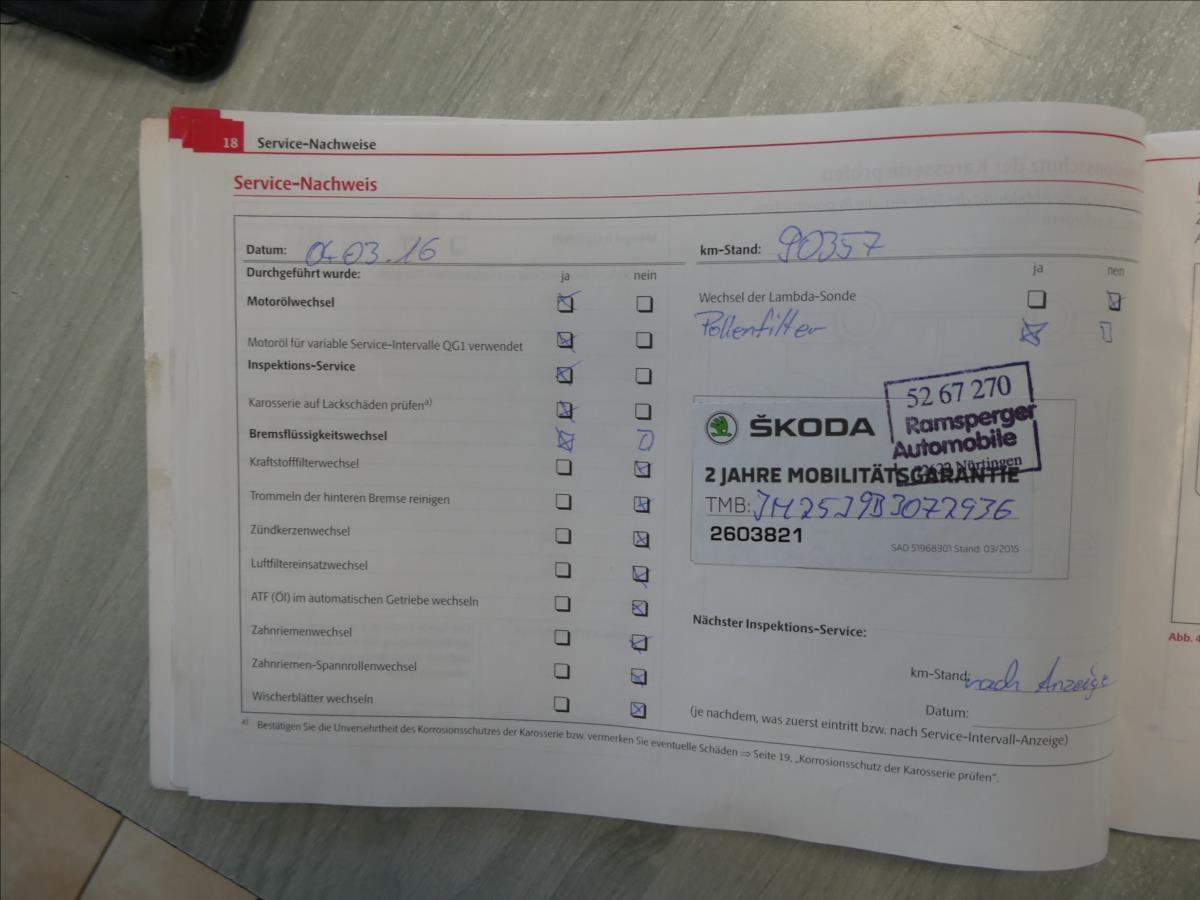 18 Service-Nachweise
Service-Nachweis
Datum: 04.03.16
Durchgeführt wurde: ja nein
Motorölwechsel
Motoröl für variable Service-Intervalle QG1 verwendet
Inspektions-Service
Karosserie auf Lackschäden prüfen a)
Bremsflüssigkeitswechsel
Kraftstofffilterwechsel
Trommeln der hinteren Bremse reinigen
Zündkerzenwechsel
Luftfiltereinsatzwechsel
ATF (Öl) im automatischen Getriebe wechseln
Zahnriemenwechsel
Zahnriemen-Spannrollenwechsel
Wischerblätter wechseln
km-Stand: 90357
ja nein
Wechsel der Lambda-Sonde
Pollenfilter
52 67 270
Ramsperger
Automobile
Nürtingen
ŠKODA
2 JAHRE MOBILITÄTSGARANTIE
TMB: JM25J9B3072936
2603821
SAD 51968301 Stand: 03/2015
Nächster Inspektions-Service:
km-Stand: nach Anzeige
Datum:
(je nachdem, was zuerst eintritt bzw. nach Service-Intervall-Anzeige)
a) Bestätigen Sie die Unversehrtheit des Korrosionsschutzes der Karosserie bzw. vermerken Sie eventuelle Schäden ⇒ Seite 19, „Korrosionsschutz der Karosserie prüfen“.
Abb. 4